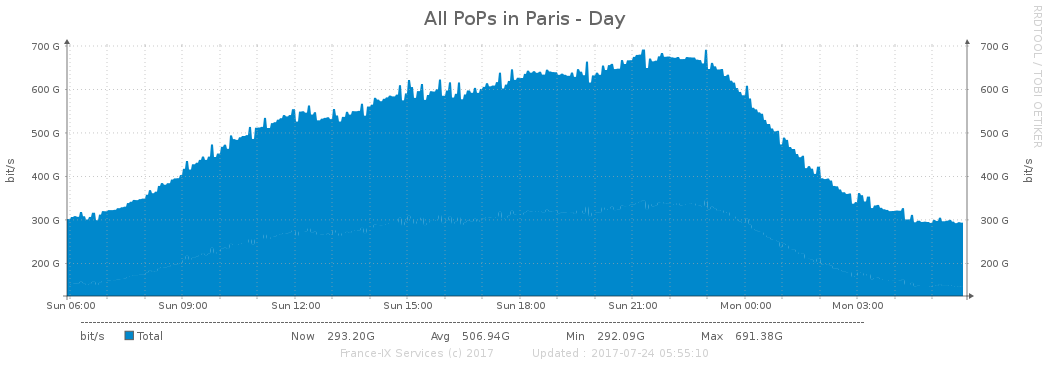 All PoPs in Paris - Day
RRDTOOL / TOBI OETIKER
bit/s
700 G
600 G
500 G
400 G
300 G
200 G
700 G
600 G
500 G
400 G
300 G
200 G
bit/s
Sun 06:00 Sun 09:00 Sun 12:00 Sun 15:00 Sun 18:00 Sun 21:00 Mon 00:00 Mon 03:00
bit/s Total Now 293.20G Avg 506.94G Min 292.09G Max 691.38G
France-IX Services (c) 2017 Updated : 2017-07-24 05:55:10